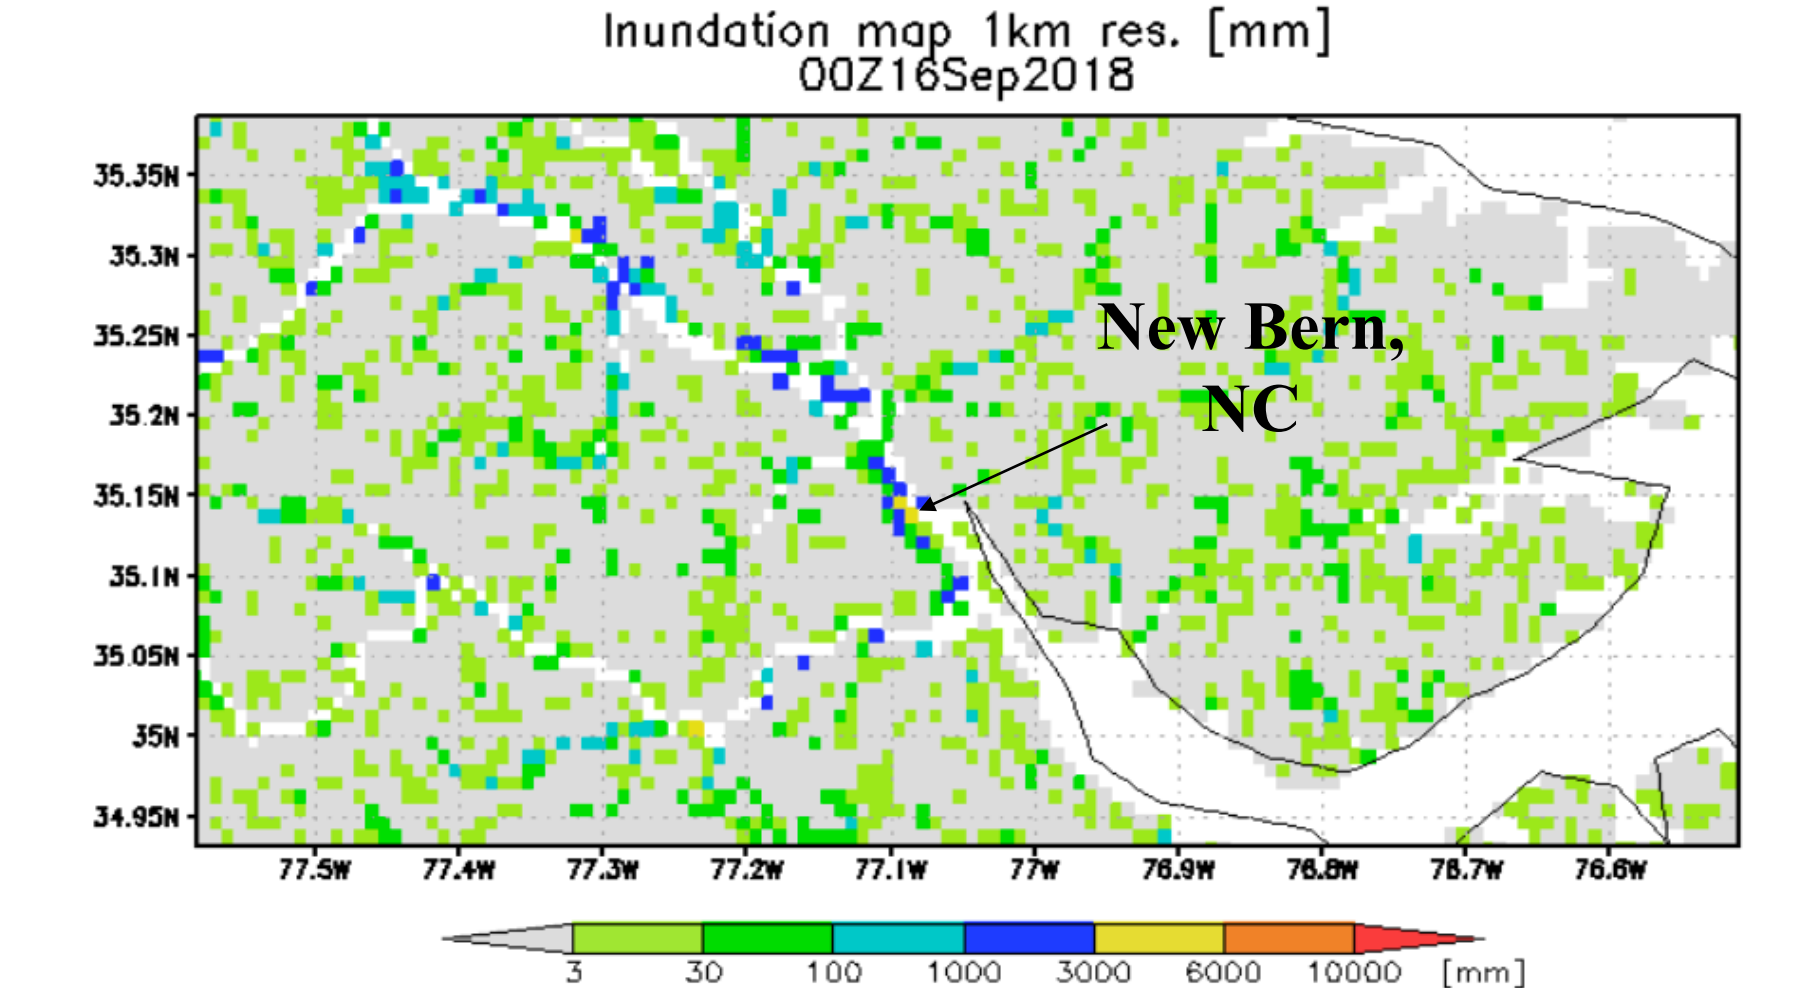 Inundation map 1km res. [mm]
00Z16Sep2018
35.35N
35.3N
35.25N
35.2N
35.15N
35.1N
35.05N
35N
34.95N
New Bern,
NC
77.5W 77.4W 77.3W 77.2W 77.1W 77W 76.9W 76.8W 76.7W 76.6W
3 30 100 1000 3000 6000 10000 [mm]